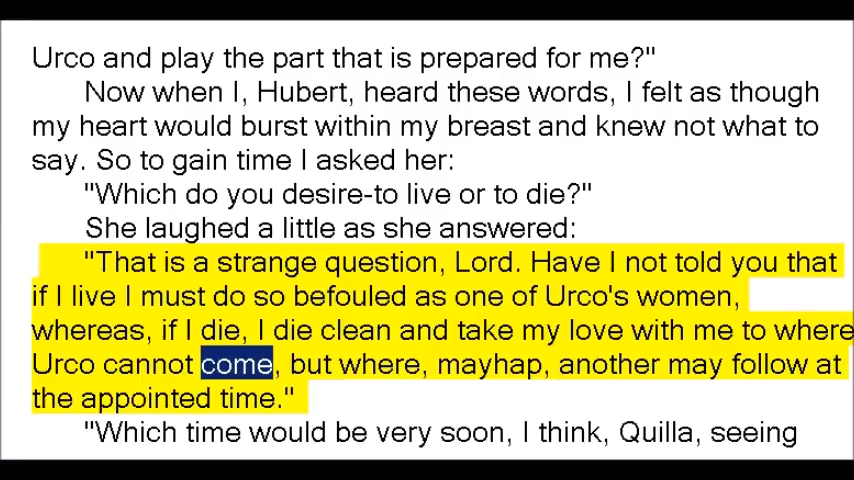 Urco and play the part that is prepared for me?"
Now when I, Hubert, heard these words, I felt as though
my heart would burst within my breast and knew not what to
say. So to gain time I asked her:
"Which do you desire-to live or to die?"
She laughed a little as she answered:
"That is a strange question, Lord. Have I not told you that
if I live I must do so befouled as one of Urco's women,
whereas, if I die, I die clean and take my love with me to where
Urco cannot come, but where, mayhap, another may follow at
the appointed time."
"Which time would be very soon, I think, Quilla, seeing